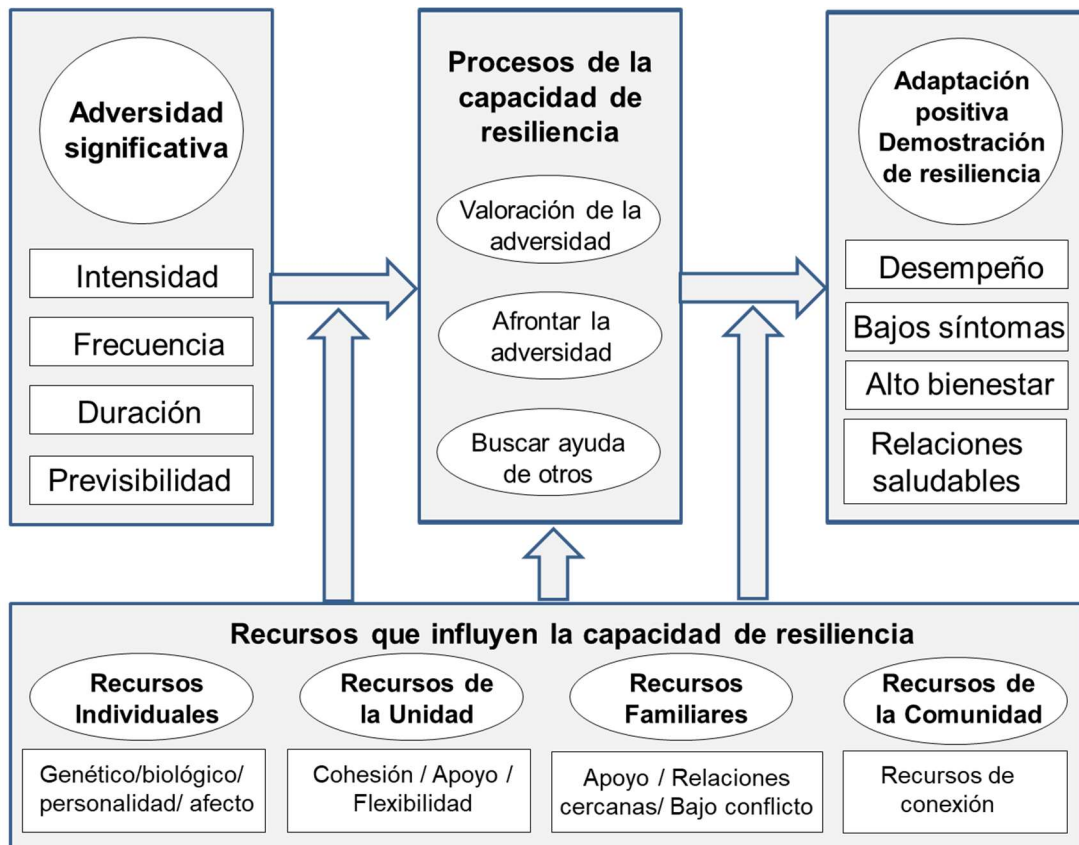 Adversidad
significativa
Intensidad
Frecuencia
Duración
Previsibilidad
Procesos de la
capacidad de
resiliencia
Valoración de la
adversidad
Afrontar la
adversidad
Buscar ayuda
de otros
Adaptación
positiva
Demostración
de resiliencia
Desempeño
Bajos síntomas
Alto bienestar
Relaciones
saludables
Recursos que influyen la capacidad de resiliencia
Recursos
Individuales
Genético/biológico/
personalidad/ afecto
Recursos de
la Unidad
Cohesión / Apoyo /
Flexibilidad
Recursos
Familiares
Apoyo / Relaciones
cercanas/ Bajo conflicto
Recursos de
la Comunidad
Recursos de
conexión